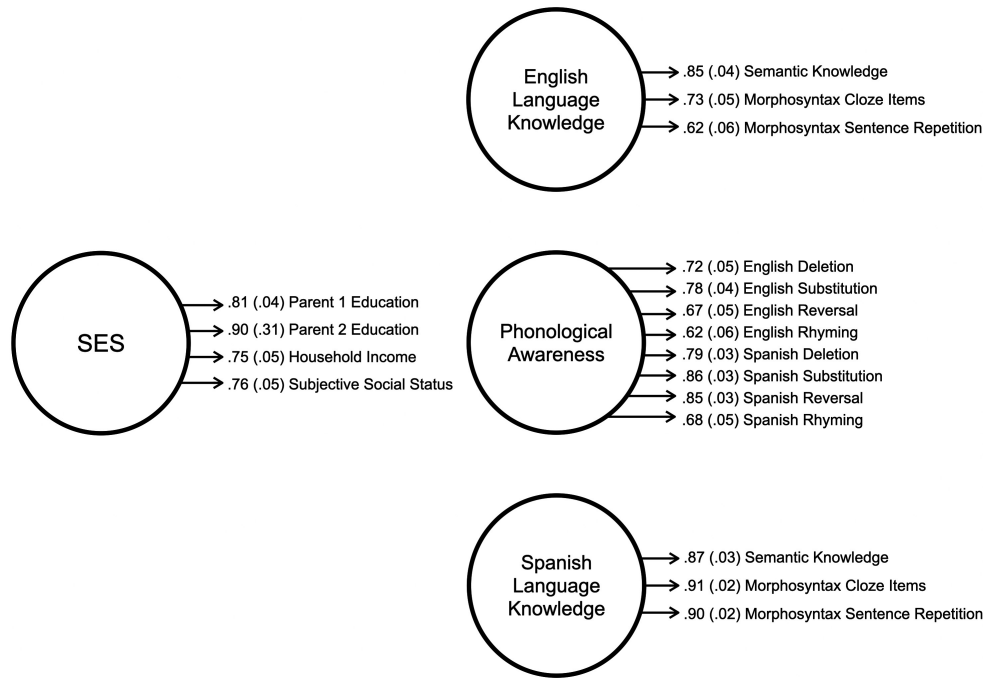 English
Language
Knowledge
.85 (.04) Semantic Knowledge
.73 (.05) Morphosyntax Cloze Items
.62 (.06) Morphosyntax Sentence Repetition
SES
.81 (.04) Parent 1 Education
.90 (.31) Parent 2 Education
.75 (.05) Household Income
.76 (.05) Subjective Social Status
Phonological
Awareness
.72 (.05) English Deletion
.78 (.04) English Substitution
.67 (.05) English Reversal
.62 (.06) English Rhyming
.79 (.03) Spanish Deletion
.86 (.03) Spanish Substitution
.85 (.03) Spanish Reversal
.68 (.05) Spanish Rhyming
Spanish
Language
Knowledge
.87 (.03) Semantic Knowledge
.91 (.02) Morphosyntax Cloze Items
.90 (.02) Morphosyntax Sentence Repetition